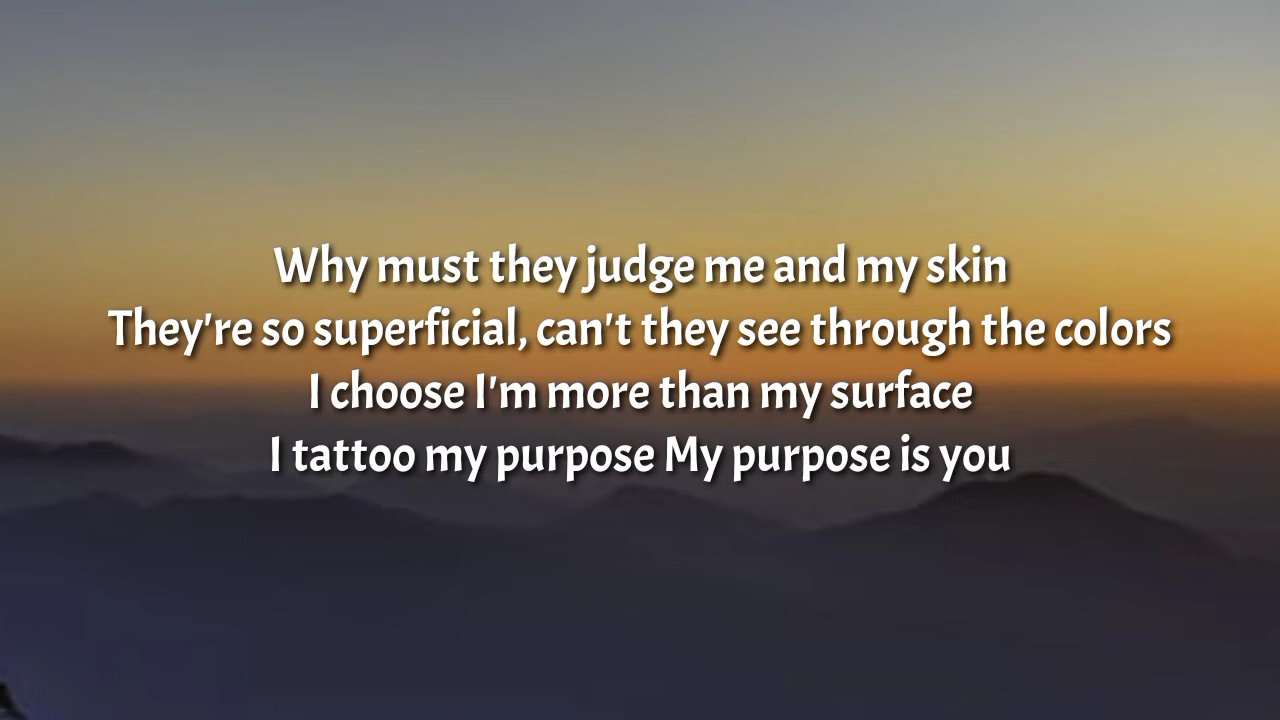 Why must they judge me and my skin
They're so superficial, can't they see through the colors
I choose I'm more than my surface
I tattoo my purpose My purpose is you